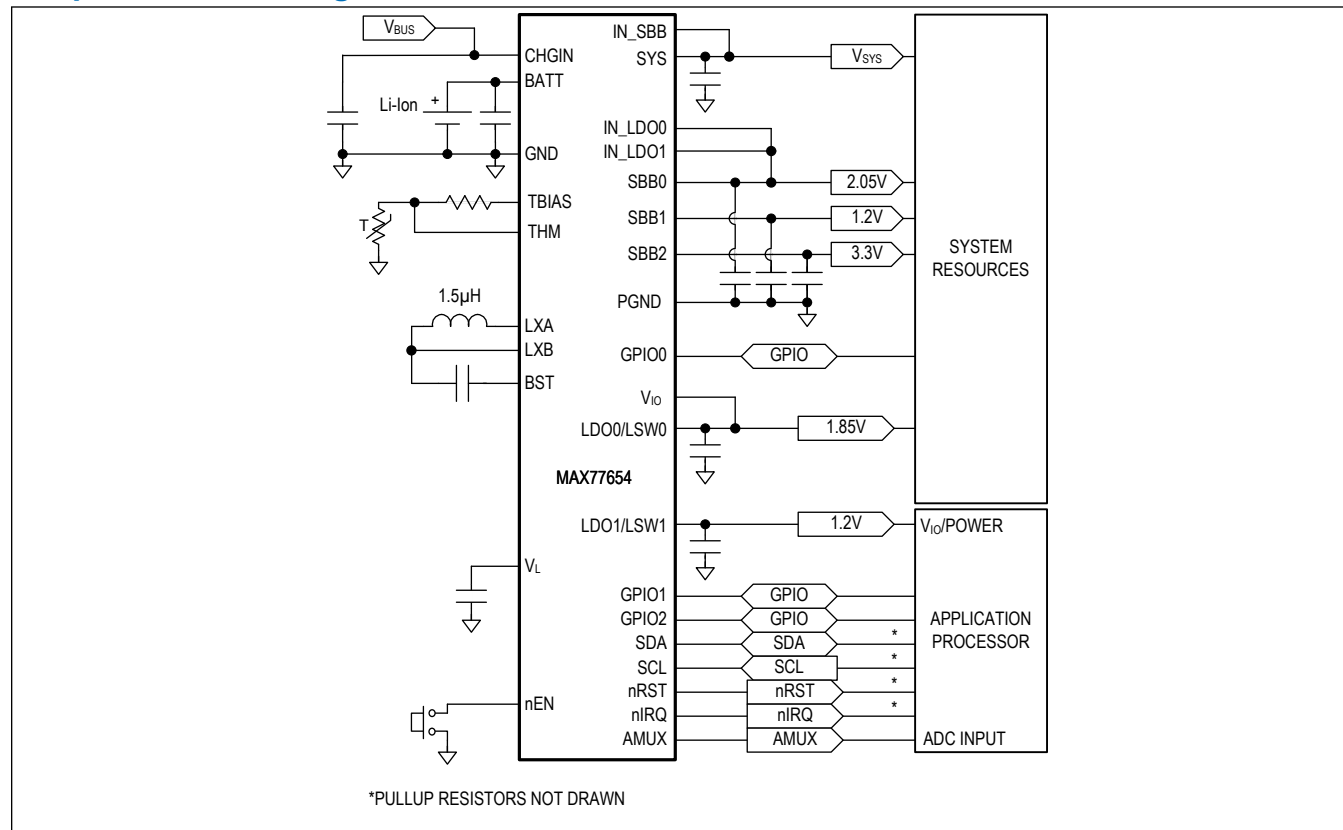 VBUS
IN_SBB
CHGIN
SYS
VSYS
BATT
Li-Ion
+
IN_LDO0
IN_LDO1
GND
SBB0
2.05V
TBIAS
SBB1
1.2V
T
THM
SBB2
3.3V
SYSTEM
RESOURCES
1.5µH
PGND
LXA
LXB
GPIO0
GPIO
BST
VIO
LDO0/LSW0
1.85V
MAX77654
LDO1/LSW1
1.2V
VIO/POWER
VL
GPIO1
GPIO
GPIO2
GPIO
APPLICATION
PROCESSOR
SDA
SDA
*
SCL
SCL
*
nRST
nRST
*
nEN
nIRQ
nIRQ
*
AMUX
AMUX
ADC INPUT
*PULLUP RESISTORS NOT DRAWN